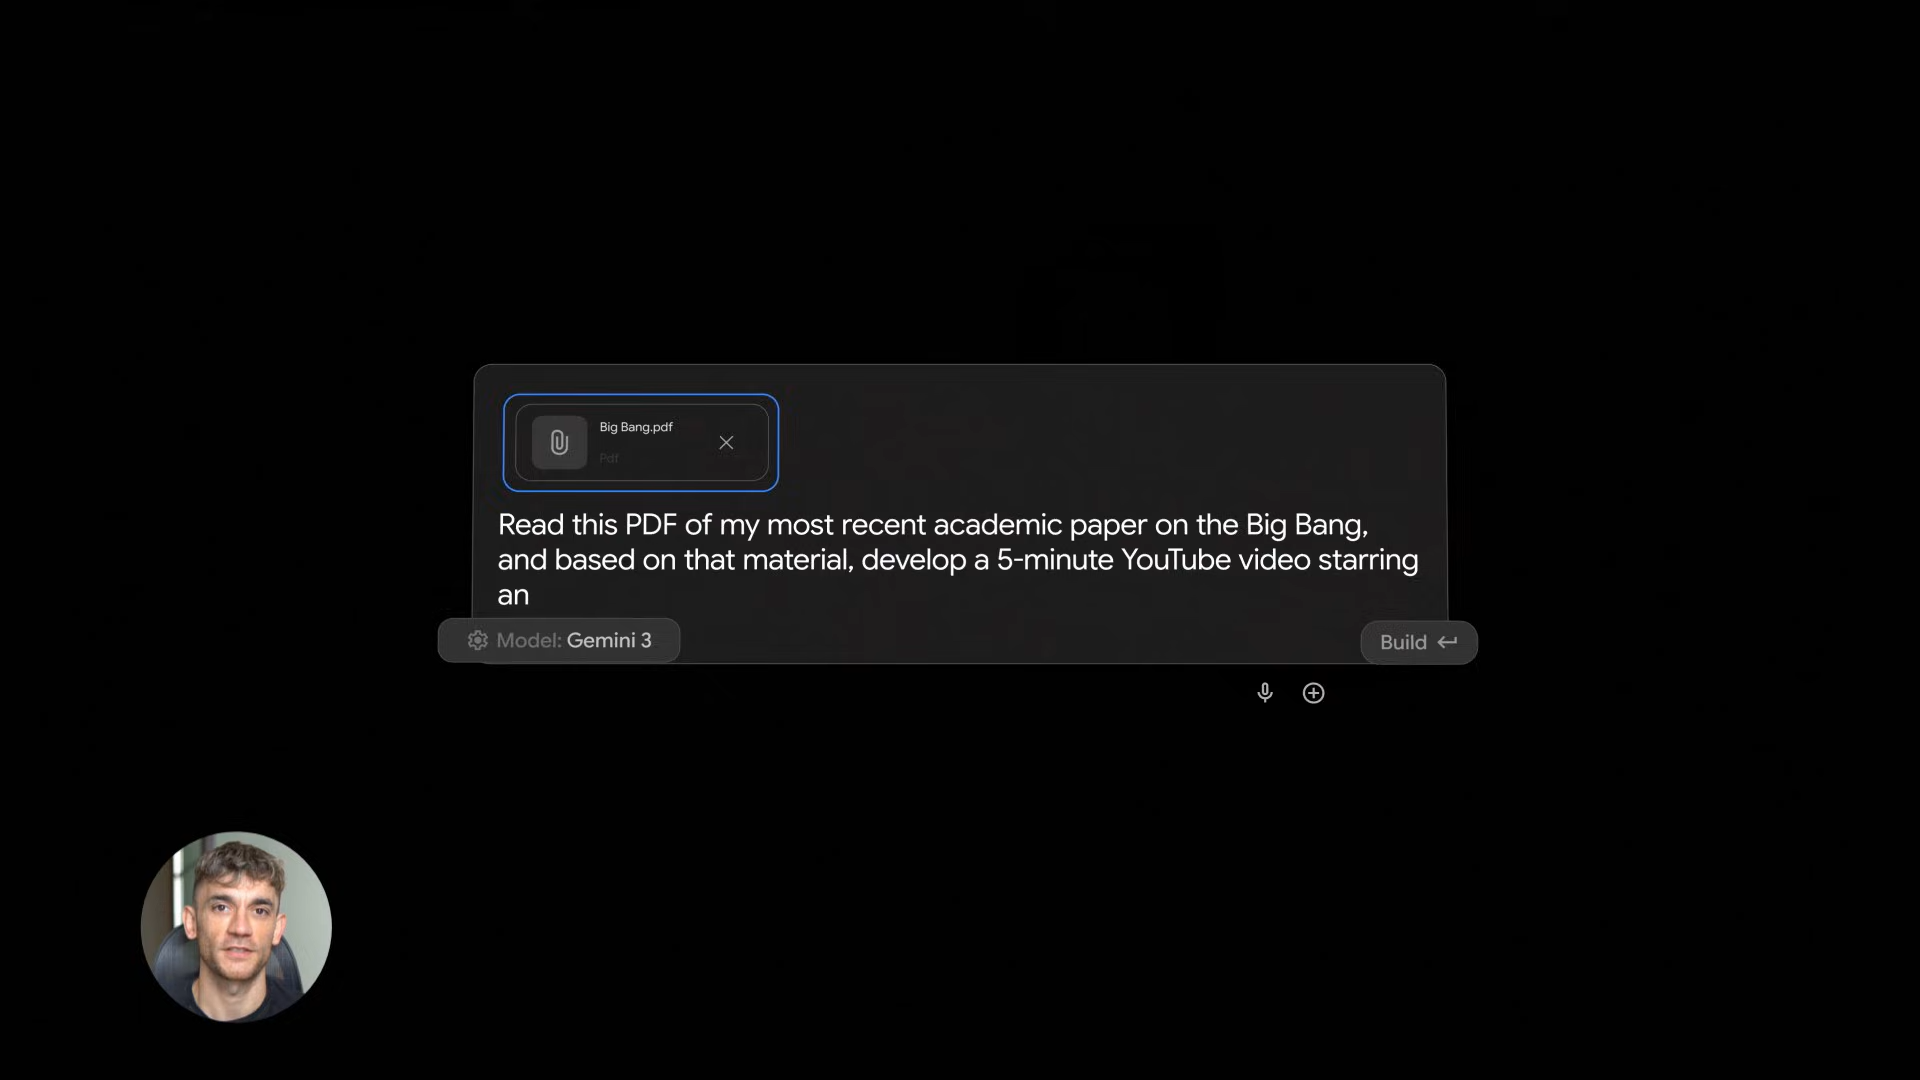 Big Bang.pdf
Pdf
Read this PDF of my most recent academic paper on the Big Bang,
and based on that material, develop a 5-minute YouTube video starring
an
Model: Gemini 3
Build